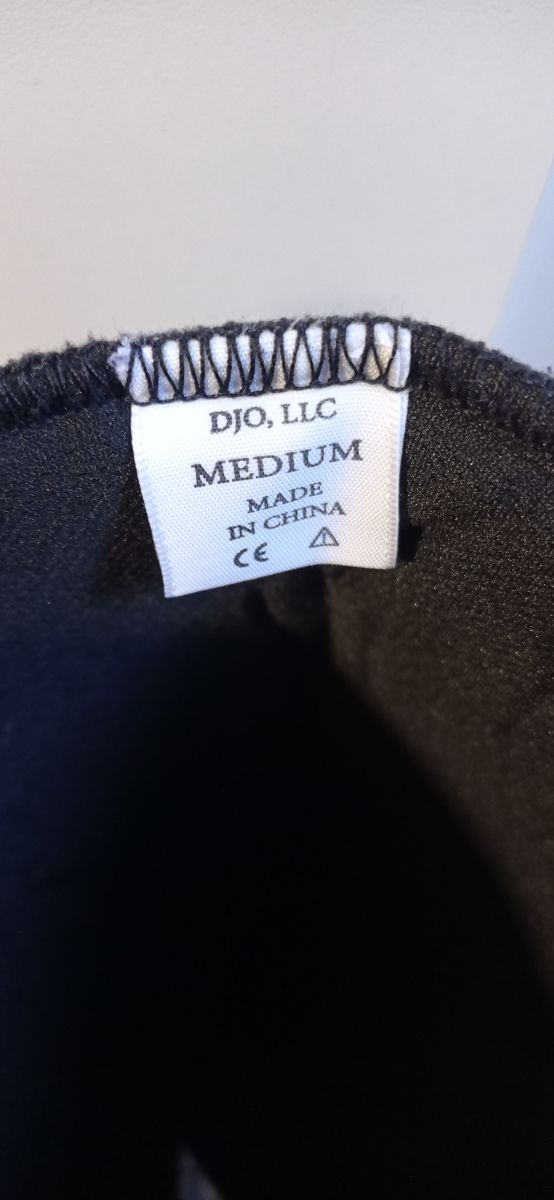 DJO, LLC
MEDIUM
MADE
IN CHINA
CE ⚠